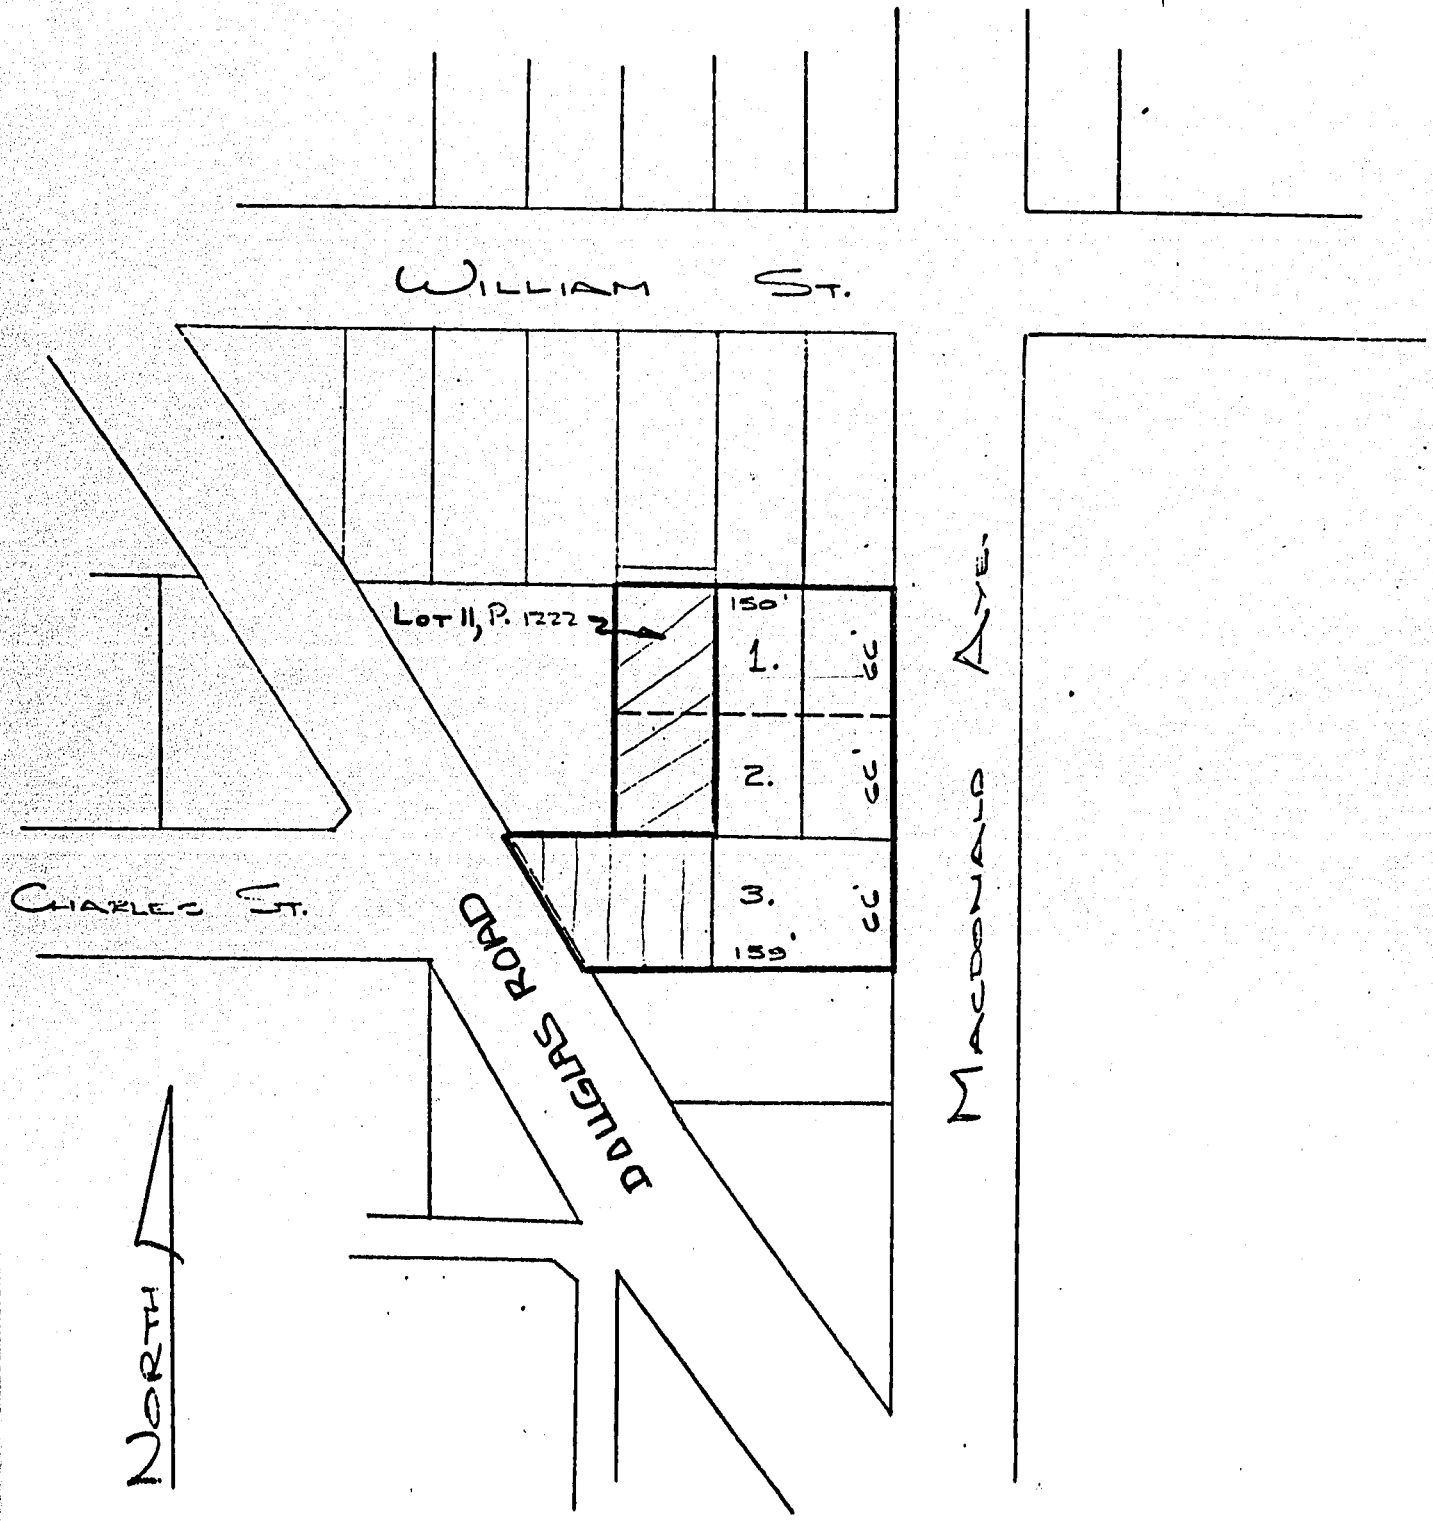 WILLIAM ST.
LOT 11, P. 1222
150'
1.
66'
2.
66'
3.
66'
159'
CHARLES ST.
DOUGLAS ROAD
MACDONALD AVE.
NORTH